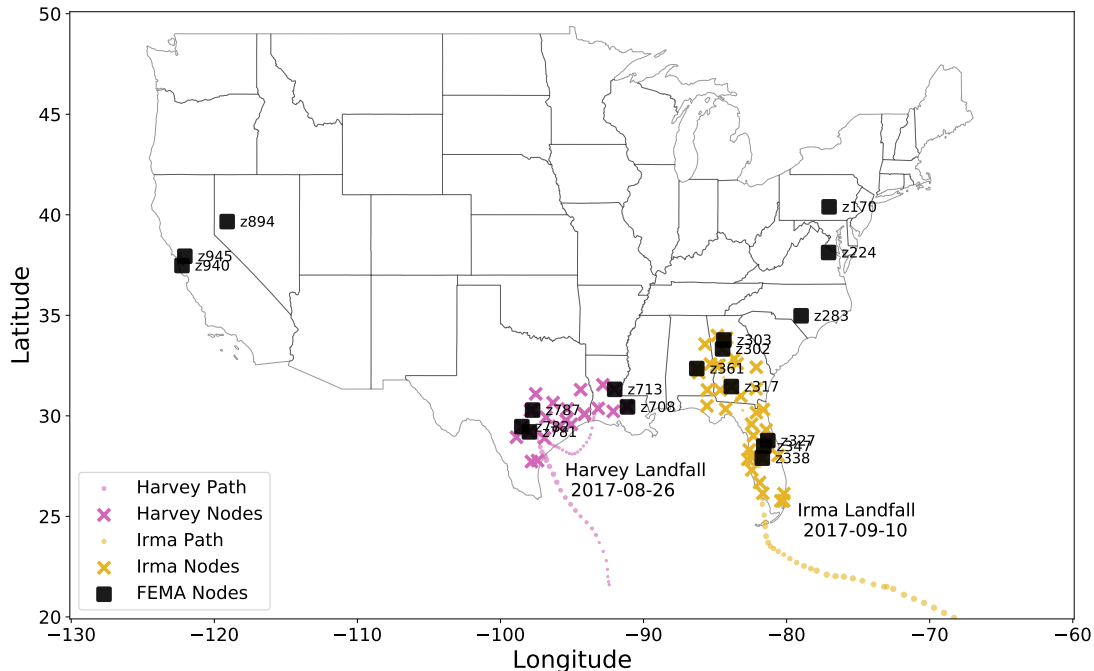 50
45
40
35
30
25
20
Latitude
z170
z894
z224
z945
z940
z283
z303
z302
z361
z317
z713
z787
z708
z782
z781
z327
z347
z338
Harvey Landfall
2017-08-26
Irma Landfall
2017-09-10
Harvey Path
Harvey Nodes
Irma Path
Irma Nodes
FEMA Nodes
−130 −120 −110 −100 −90 −80 −70 −60
Longitude